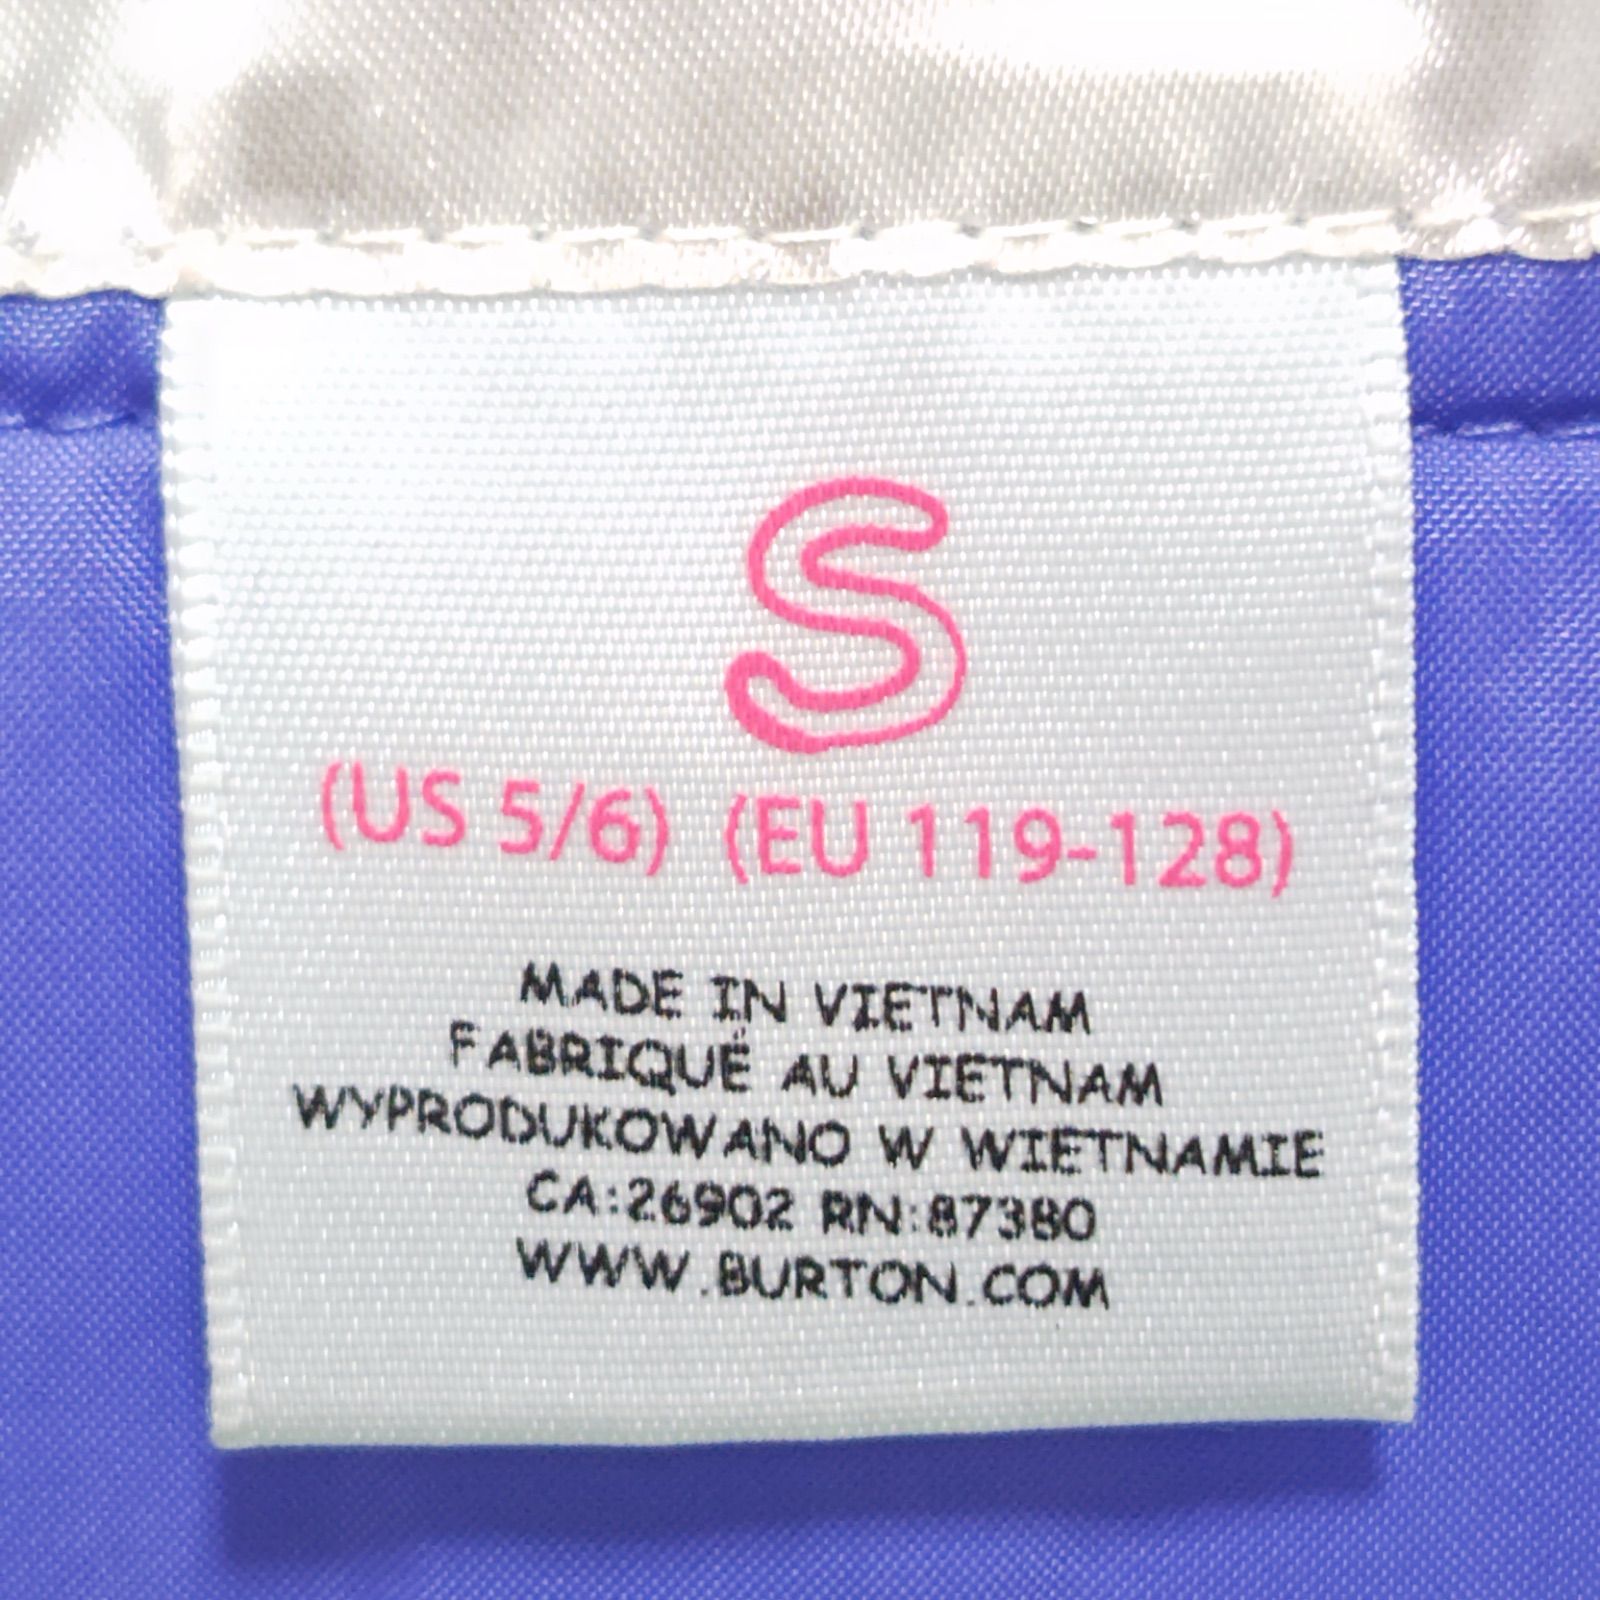 S
(US 5/6) (EU 119-128)
MADE IN VIETNAM
FABRIQUÉ AU VIETNAM
WYPRODUKOWANO W WIETNAMIE
CA:26902 RN:87380
WWW.BURTON.COM